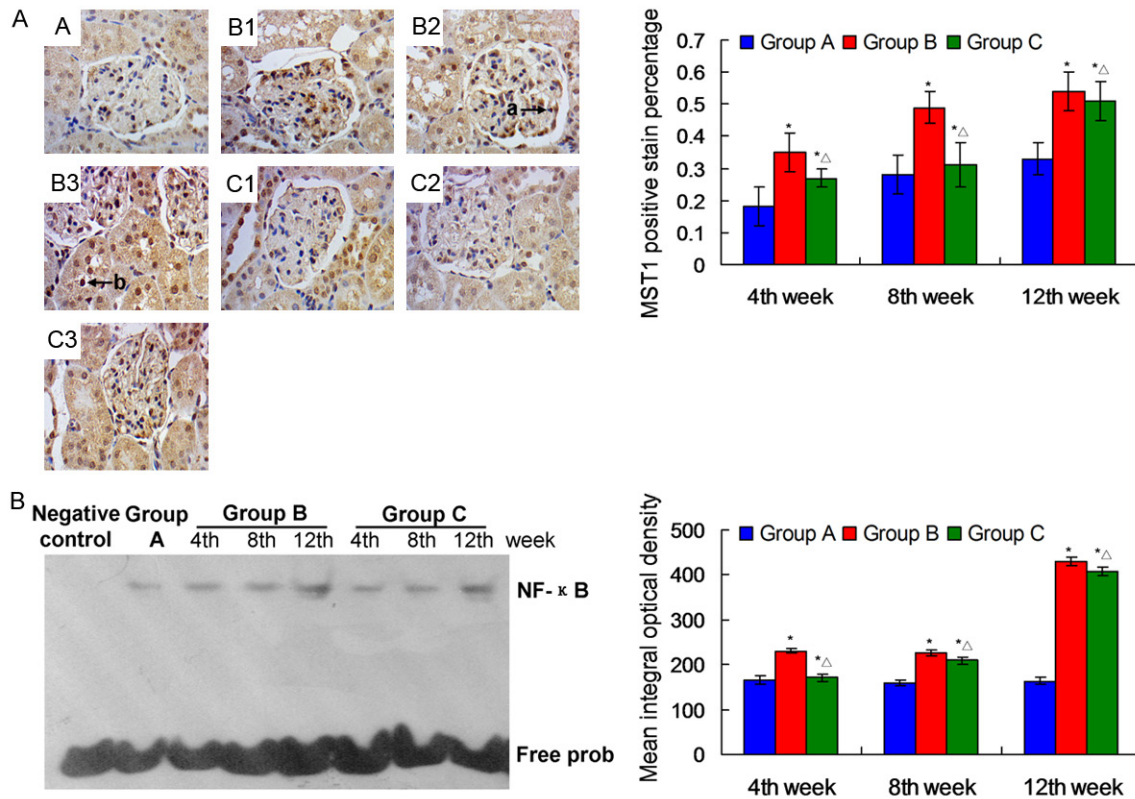 A
A
B1
B2
a
B3
b
C1
C2
C3
Group A Group B Group C
MST1 positive stain percentage
0.7
0.6
0.5
0.4
0.3
0.2
0.1
0
* *△
* *△
* *△
4th week 8th week 12th week
B
Negative control
Group A
Group B
4th 8th 12th
Group C
4th 8th 12th week
NF-κB
Free prob
Group A Group B Group C
Mean integral optical density
500
400
300
200
100
0
* *△
* *△
* *△
4th week 8th week 12th week